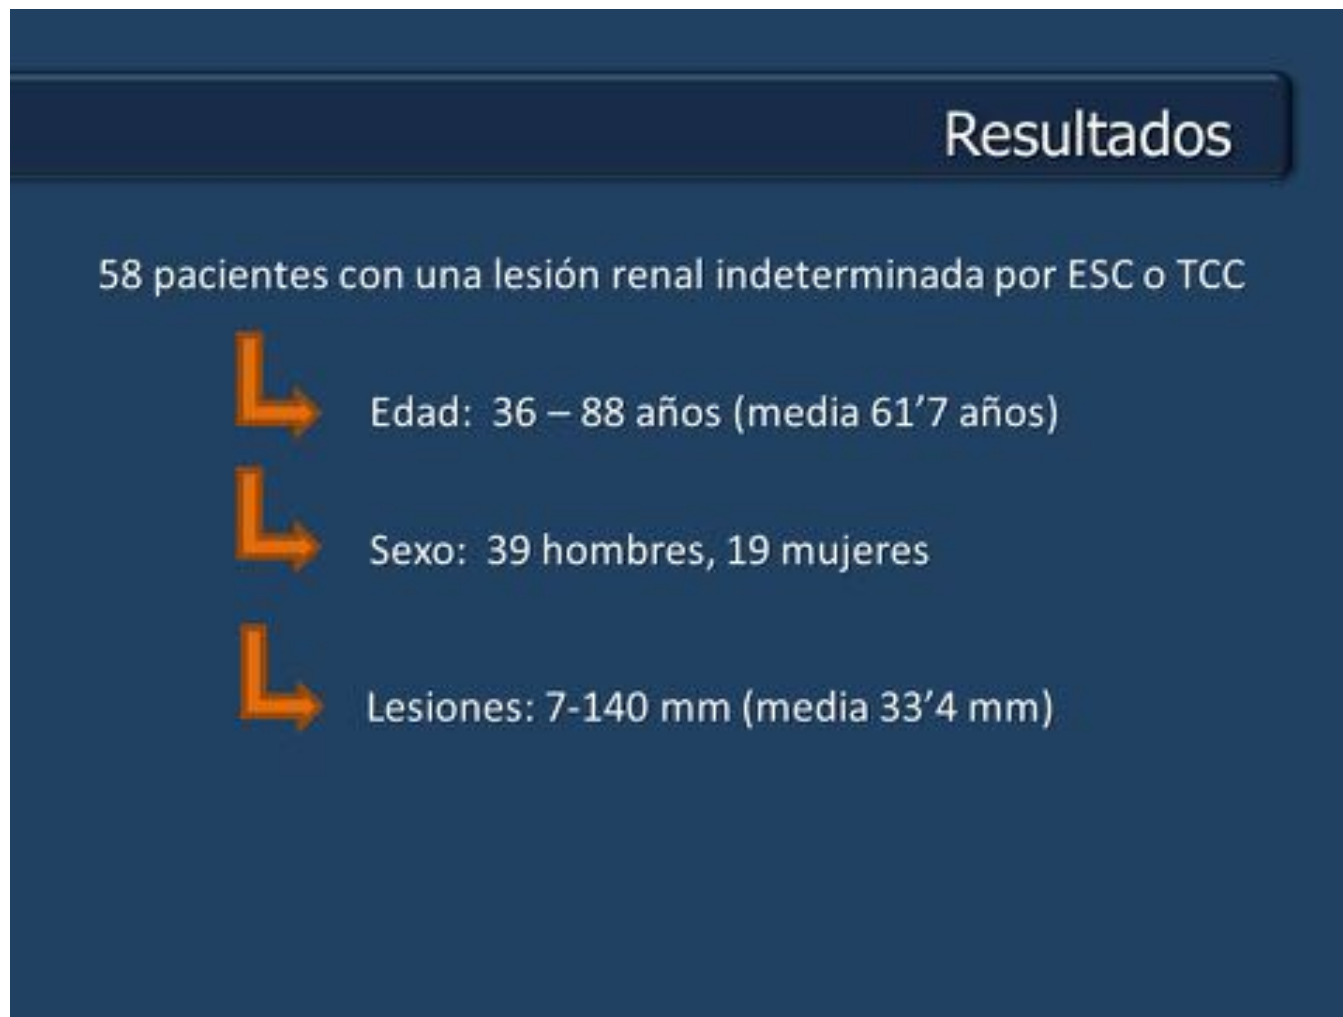 Resultados
58 pacientes con una lesión renal indeterminada por ESC o TCC
Edad: 36 – 88 años (media 61’7 años)
Sexo: 39 hombres, 19 mujeres
Lesiones: 7-140 mm (media 33’4 mm)